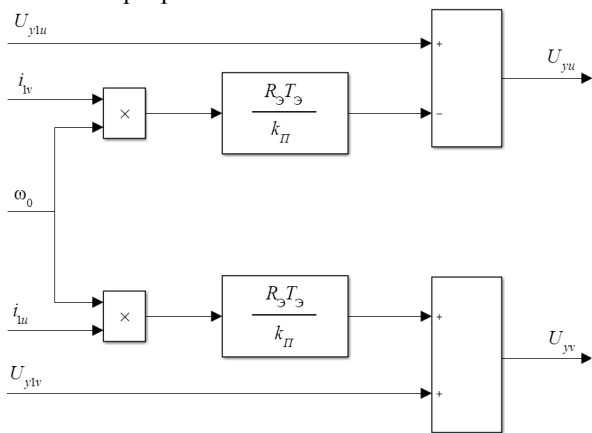 U_{y1u}
+
U_{yu}
i_{1v}
×
R_Э T_Э
k_П
−
ω_0
i_{1u}
×
R_Э T_Э
k_П
+
U_{yv}
U_{y1v}
+